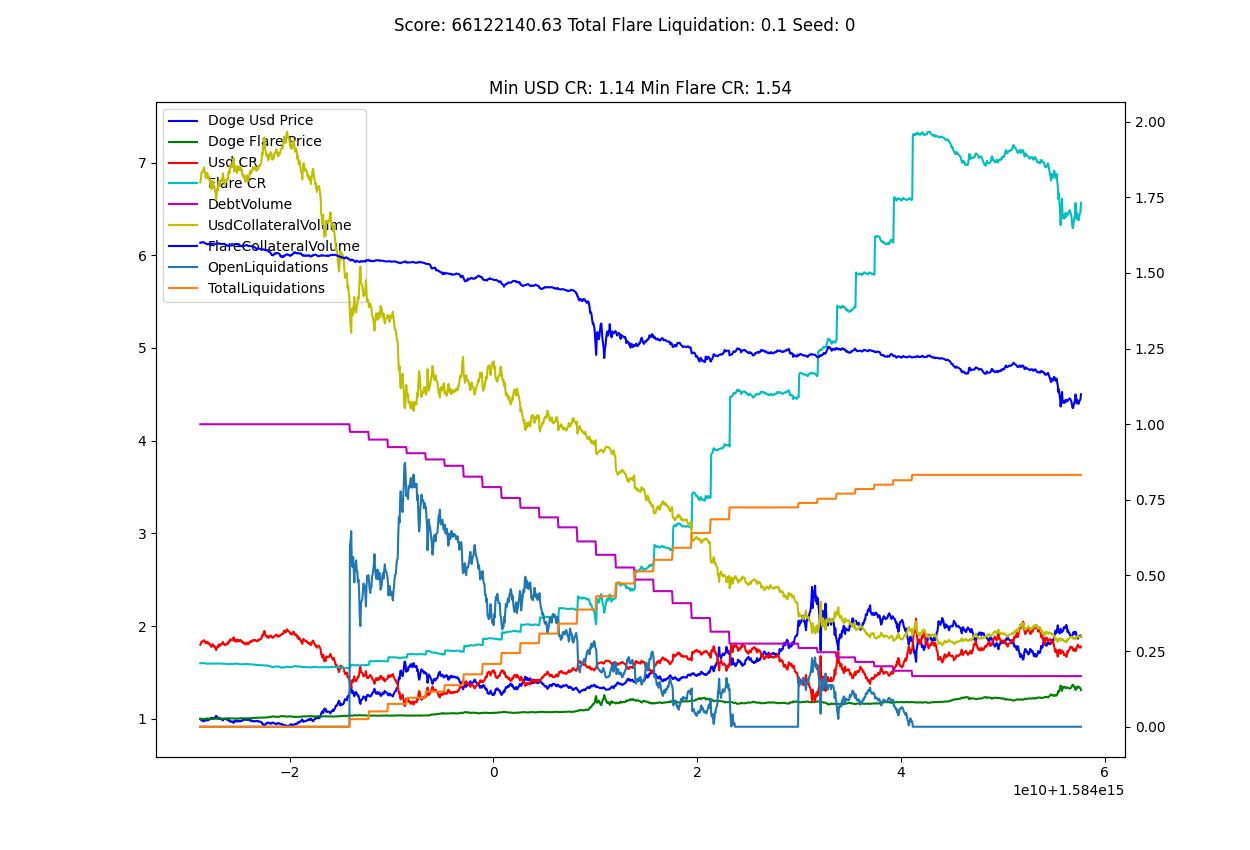 Score: 66122140.63 Total Flare Liquidation: 0.1 Seed: 0
Min USD CR: 1.14 Min Flare CR: 1.54
Doge Usd Price
Doge Flare Price
Usd CR
Flare CR
DebtVolume
UsdCollateralVolume
FlareCollateralVolume
OpenLiquidations
TotalLiquidations
7
6
5
4
3
2
1
2.00
1.75
1.50
1.25
1.00
0.75
0.50
0.25
0.00
−2
0
2
4
6
1e10+1.584e15